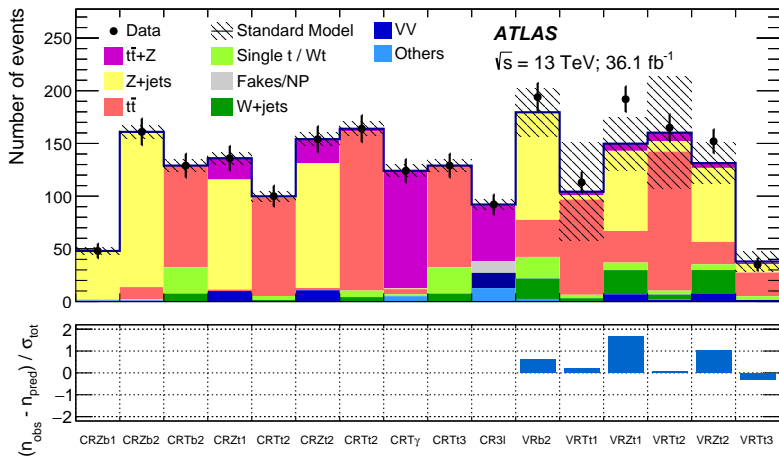 Number of events
250
200
150
100
50
0
Data
Standard Model
VV
tt̄+Z
Single t / Wt
Others
Z+jets
Fakes/NP
tt̄
W+jets
ATLAS
√s = 13 TeV; 36.1 fb⁻¹
(n_obs - n_pred) / σ_tot
2
1
0
−1
−2
CRZb1 CRZb2 CRTb2 CRZt1 CRTt2 CRZt2 CRTt2 CRTγ CRTt3 CR3l VRb2 VRTt1 VRZt1 VRTt2 VRZt2 VRTt3